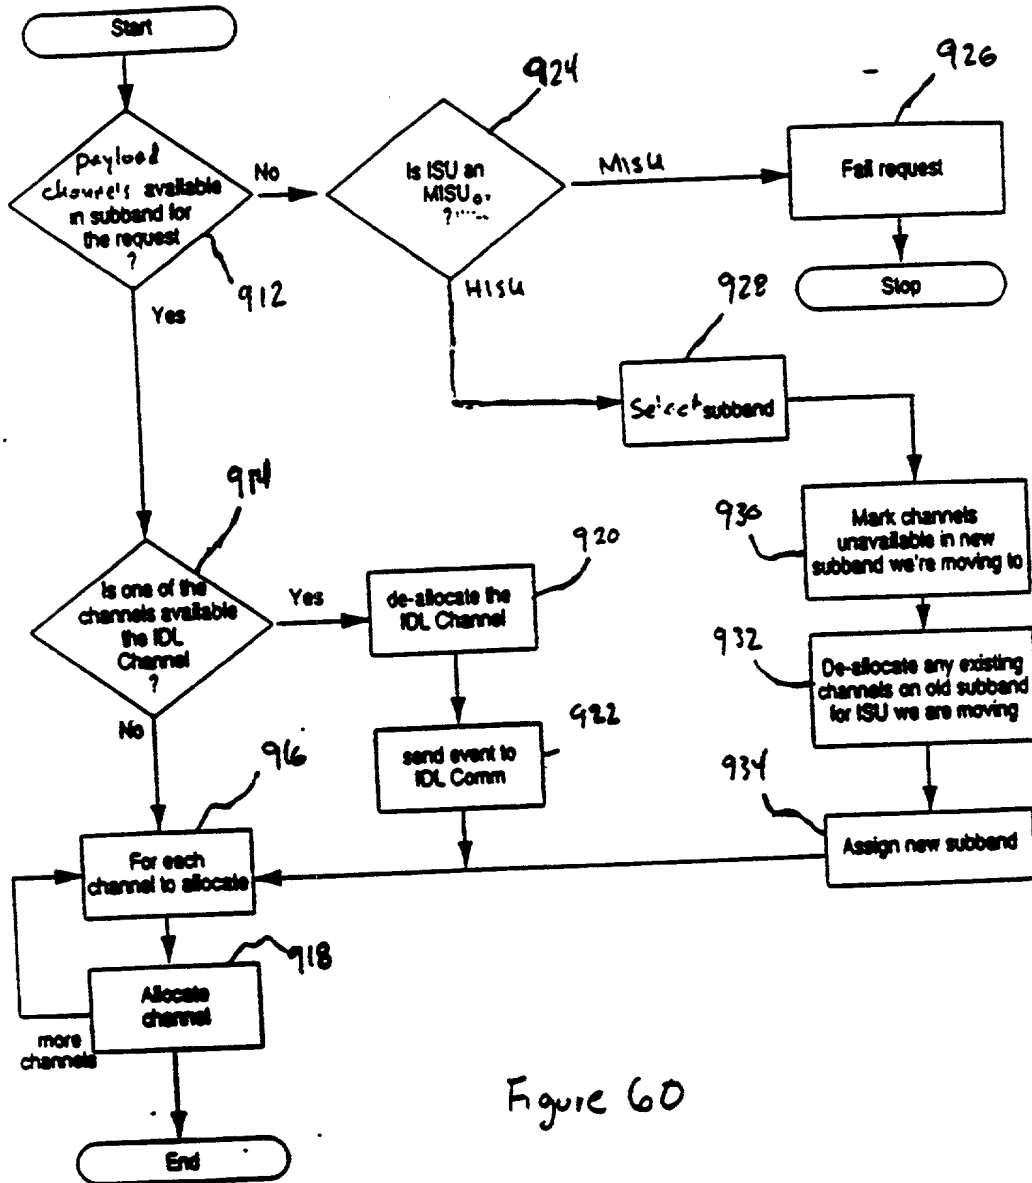 Start
payload
channels available
in subband for
the request
?
912
No
Yes
924
Is ISU an
MISU or
?
MISU
HISU
926
Fail request
Stop
928
Select subband
930
Mark channels
unavailable in new
subband we're moving to
932
De-allocate any existing
channels on old subband
for ISU we are moving
934
Assign new subband
914
Is one of the
channels available
the IDL
Channel
?
Yes
No
920
de-allocate the
IDL Channel
922
send event to
IDL Comm
916
For each
channel to allocate
918
Allocate
channel
more
channels
End
Figure 60